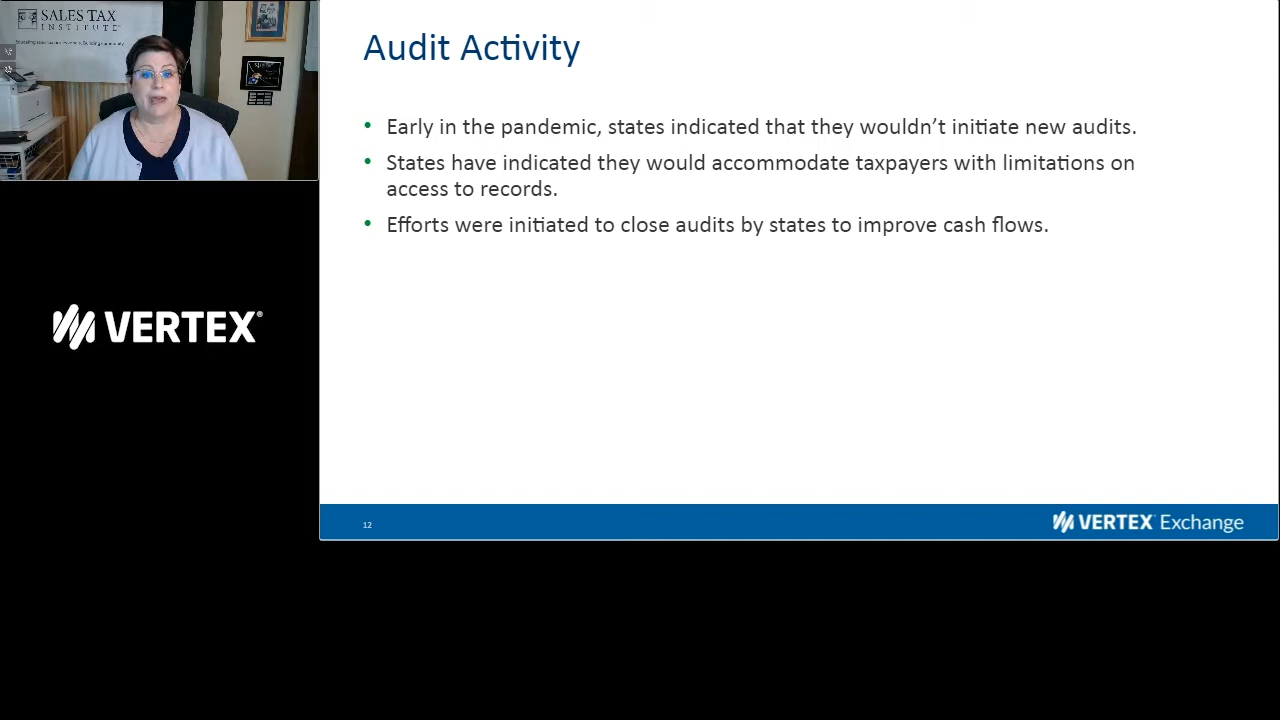 SALES TAX
INSTITUTE
VERTEX®
Audit Activity
• Early in the pandemic, states indicated that they wouldn’t initiate new audits.
• States have indicated they would accommodate taxpayers with limitations on
access to records.
• Efforts were initiated to close audits by states to improve cash flows.
12
VERTEX Exchange